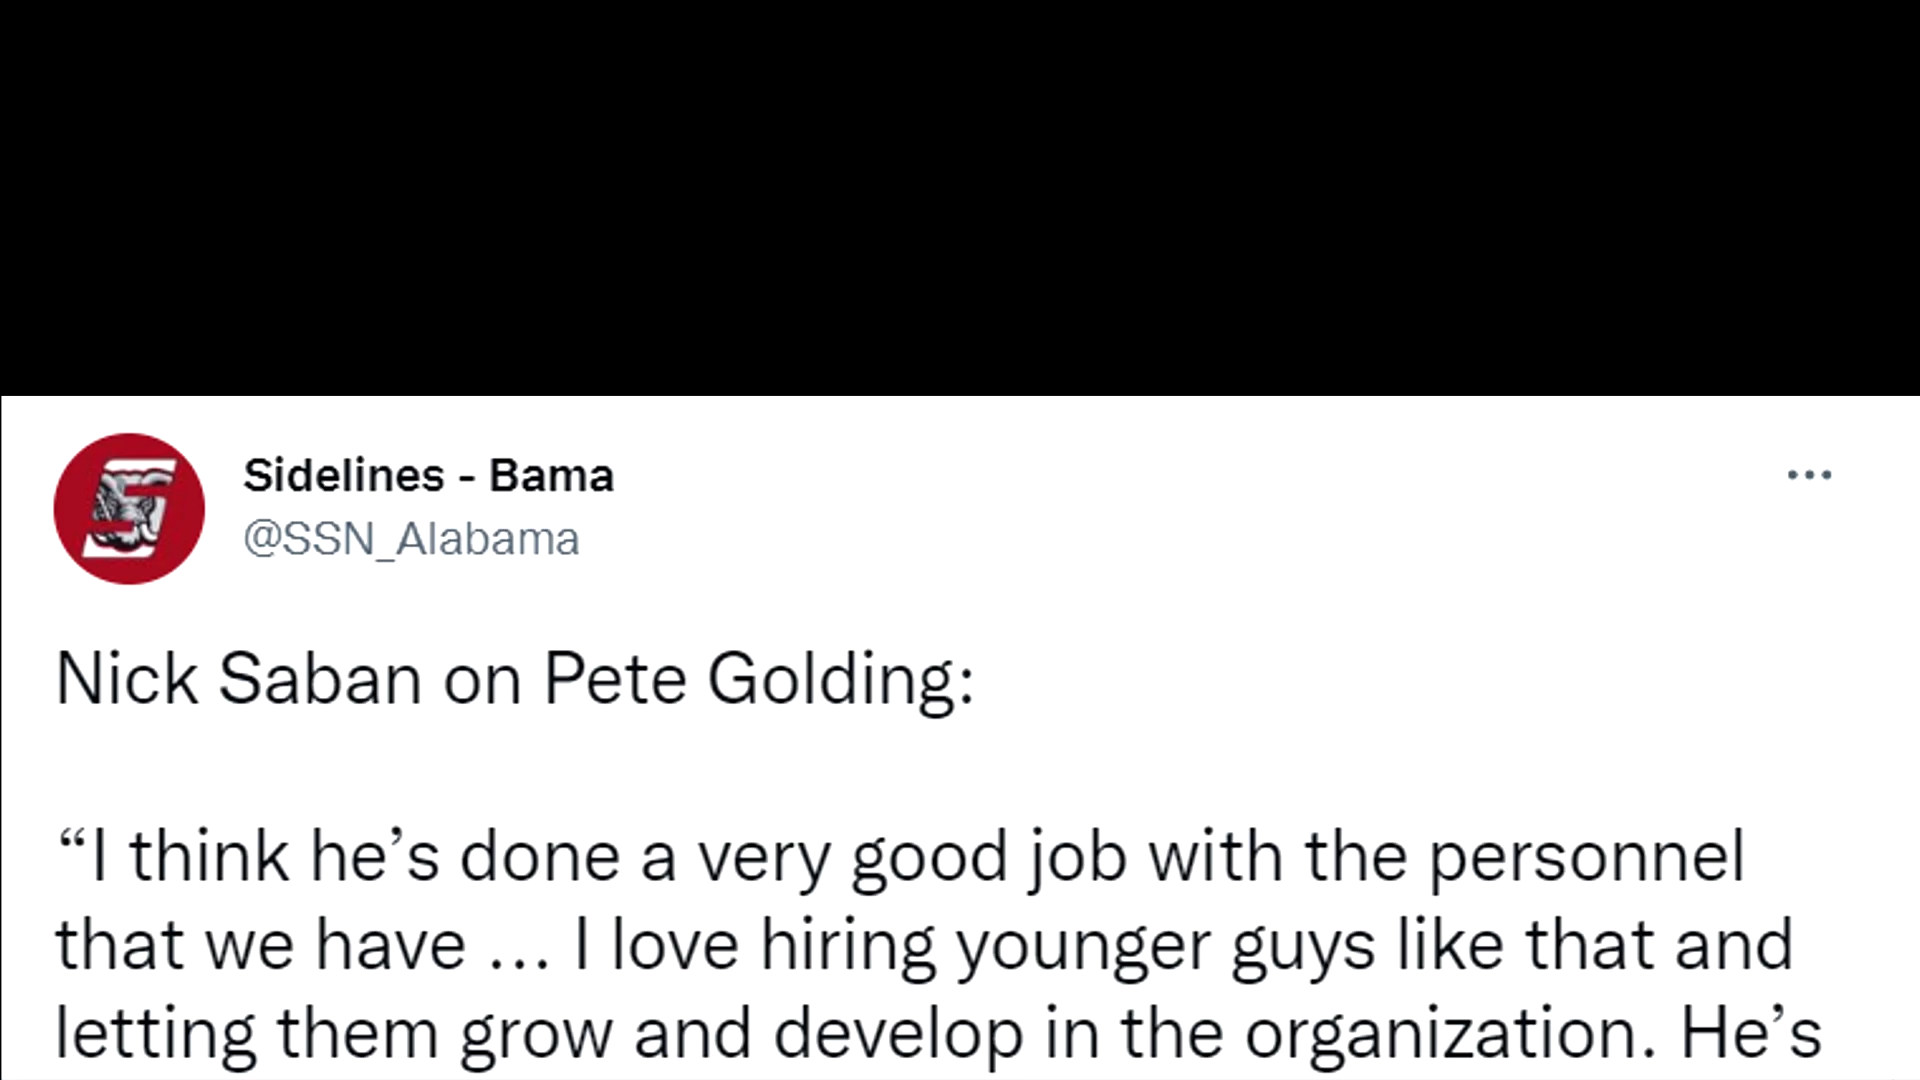 Sidelines - Bama
@SSN_Alabama
Nick Saban on Pete Golding:
“I think he’s done a very good job with the personnel
that we have ... I love hiring younger guys like that and
letting them grow and develop in the organization. He’s